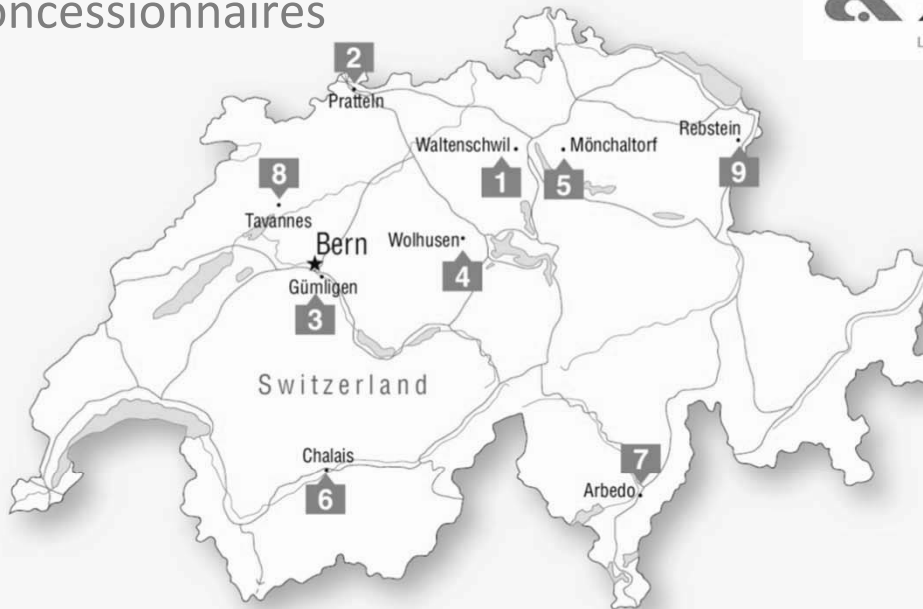 oncessionnaires
2
Pratteln
Waltenschwil
Mönchaltorf
Rebstein
1
5
9
8
Tavannes
Bern
Wolhusen
Gümligen
4
3
Switzerland
Chalais
6
7
Arbedo